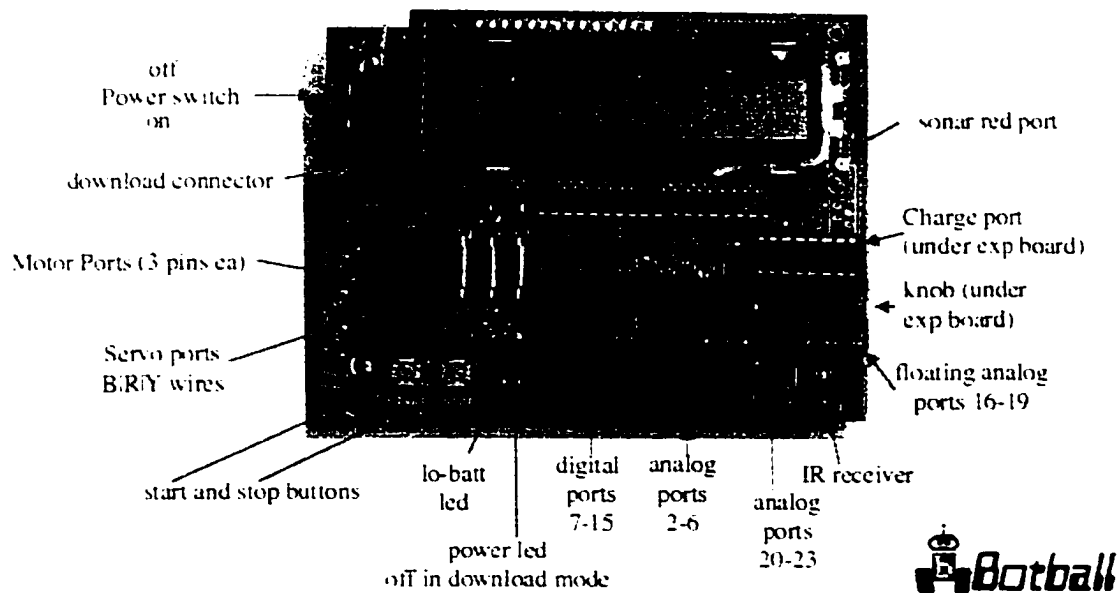 off
Power switch
on
download connector
Motor Ports (3 pins ea)
Servo ports
B|R|Y wires
start and stop buttons
lo-batt
led
power led
off in download mode
digital
ports
7-15
analog
ports
2-6
analog
ports
20-23
IR receiver
floating analog
ports 16-19
knob (under
exp board)
Charge port
(under exp board)
sonar red port
Botball